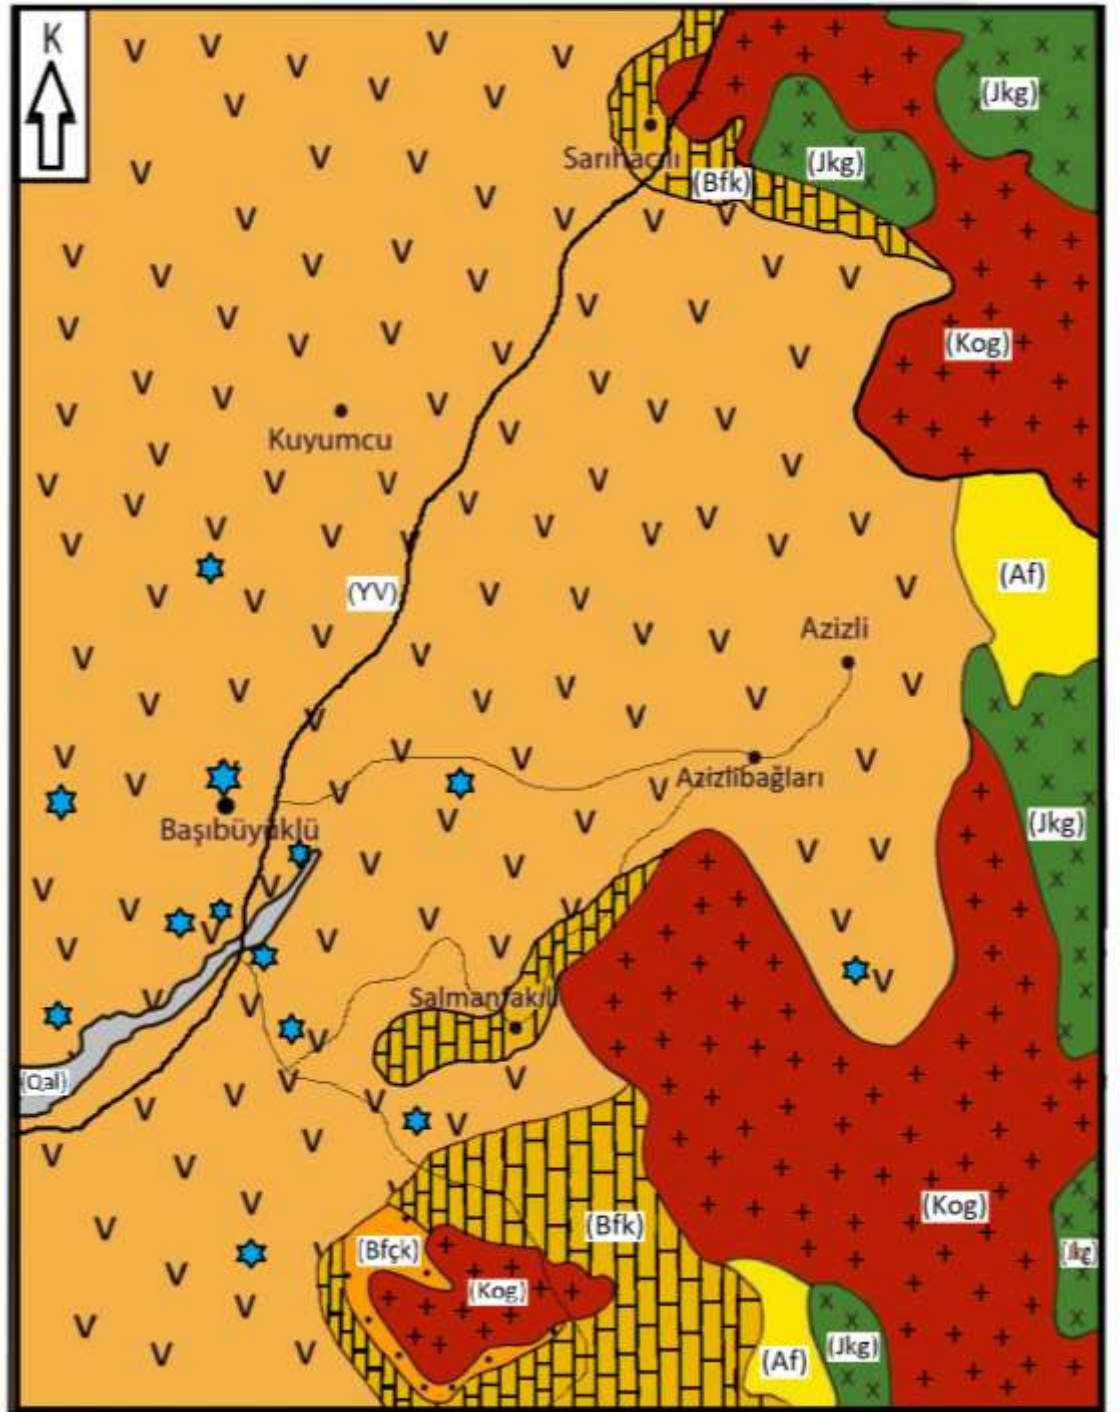 K
(Jkg)
Sarıhacılı
(Jkg)
(Bfk)
(Kog)
Kuyumcu
(Af)
(YV)
Azizli
Azizlibağları
Başıbüyüklü
(Jkg)
Salmanfakılı
(Qal)
(Kog)
(Bfk)
(Bfçk)
(Jkg)
(Kog)
(Jkg)
(Af)